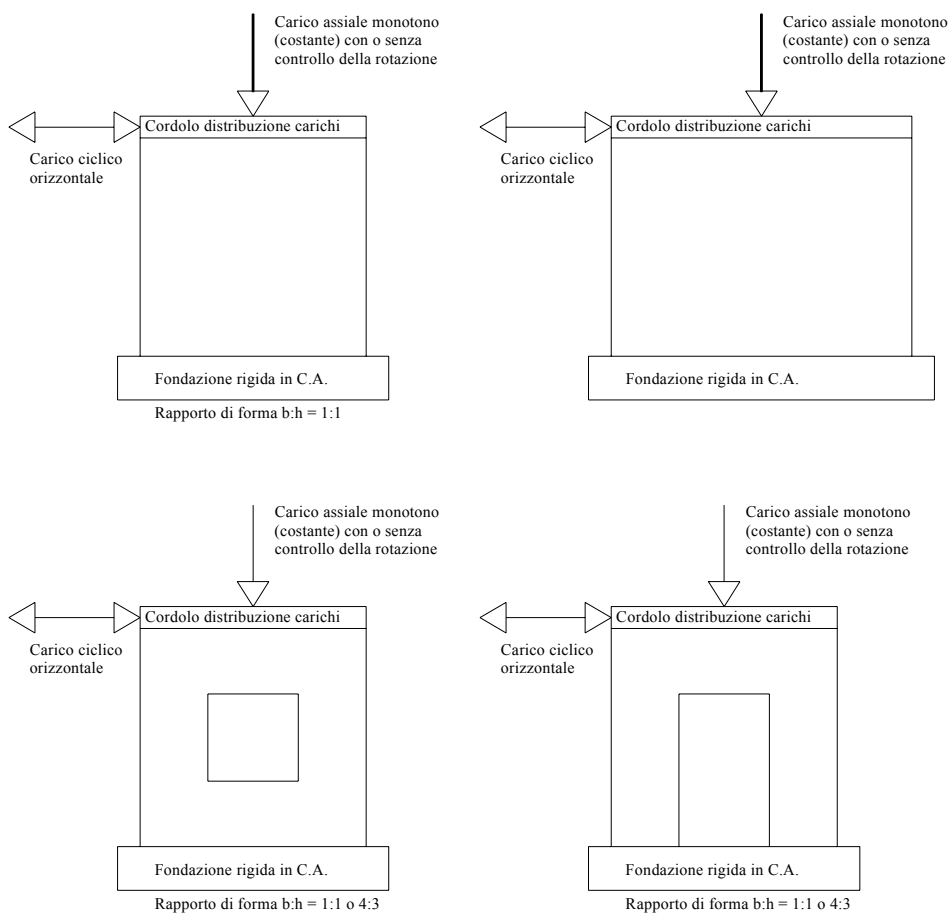 Carico assiale monotono
(costante) con o senza
controllo della rotazione
Cordolo distribuzione carichi
Carico ciclico
orizzontale
Fondazione rigida in C.A.
Rapporto di forma b:h = 1:1
Carico assiale monotono
(costante) con o senza
controllo della rotazione
Cordolo distribuzione carichi
Carico ciclico
orizzontale
Fondazione rigida in C.A.
Carico assiale monotono
(costante) con o senza
controllo della rotazione
Cordolo distribuzione carichi
Carico ciclico
orizzontale
Fondazione rigida in C.A.
Rapporto di forma b:h = 1:1 o 4:3
Carico assiale monotono
(costante) con o senza
controllo della rotazione
Cordolo distribuzione carichi
Carico ciclico
orizzontale
Fondazione rigida in C.A.
Rapporto di forma b:h = 1:1 o 4:3